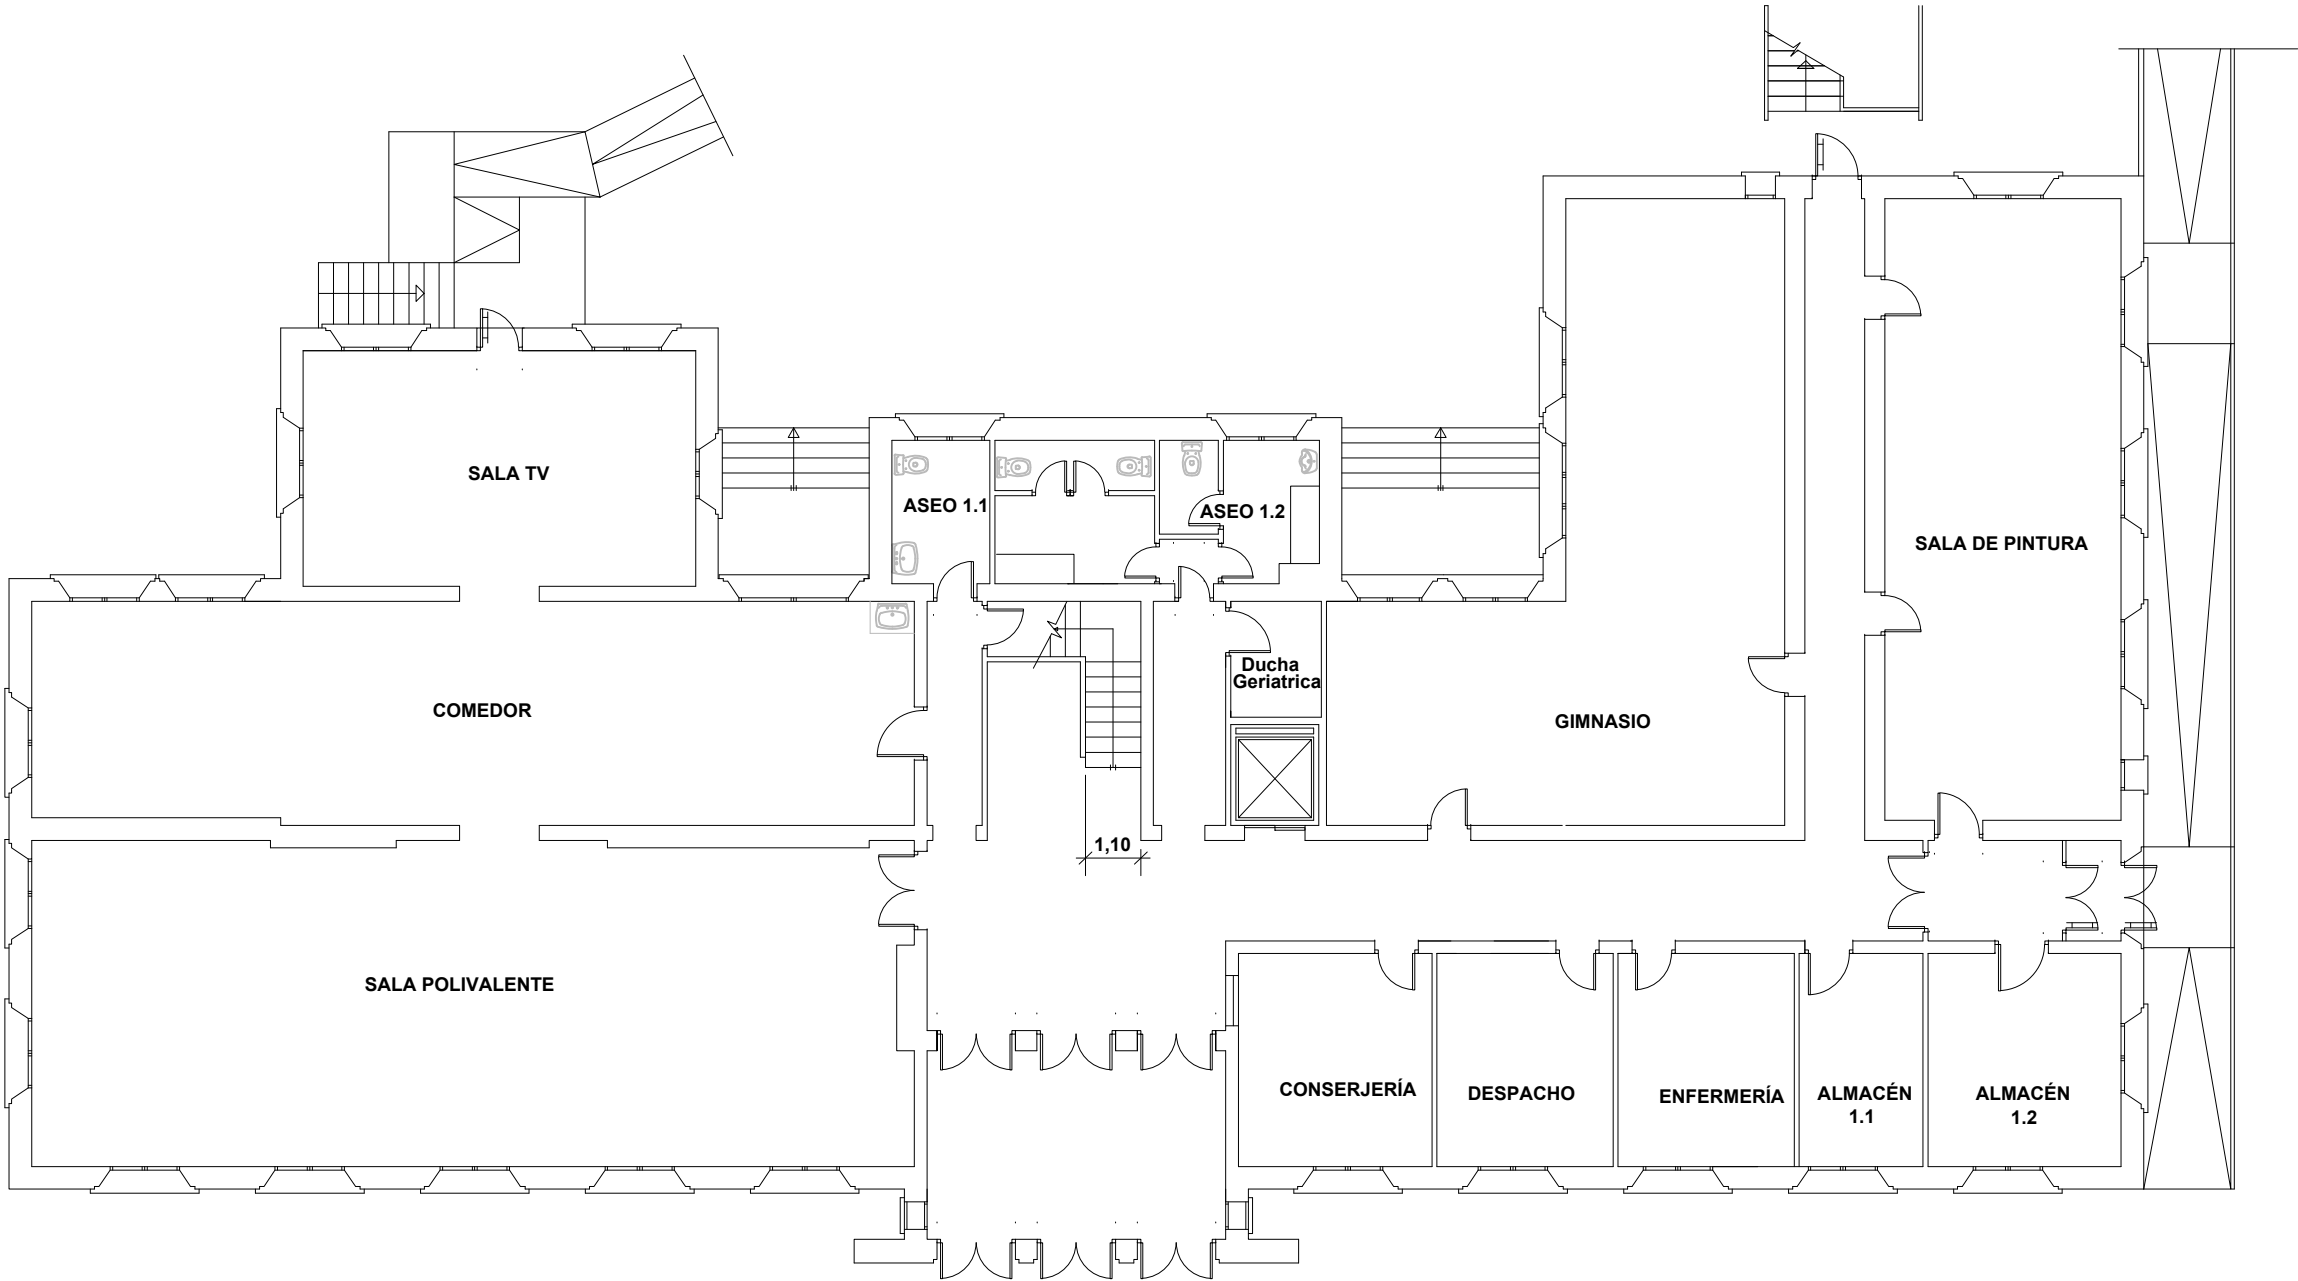 SALA TV
ASEO 1.1
ASEO 1.2
SALA DE PINTURA
Ducha
Geriatrica
COMEDOR
GIMNASIO
1,10
SALA POLIVALENTE
CONSERJERÍA
DESPACHO
ENFERMERÍA
ALMACÉN
1.1
ALMACÉN
1.2